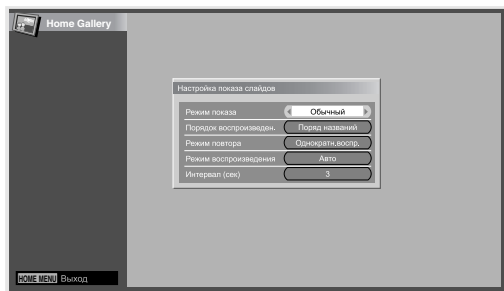 Home Gallery
Настройка показа слайдов
Режим показа Обычный
Порядок воспроизведен. Поряд названий
Режим повтора Однократн.воспр.
Режим воспроизведения Авто
Интервал (сек) 3
HOME MENU Выход